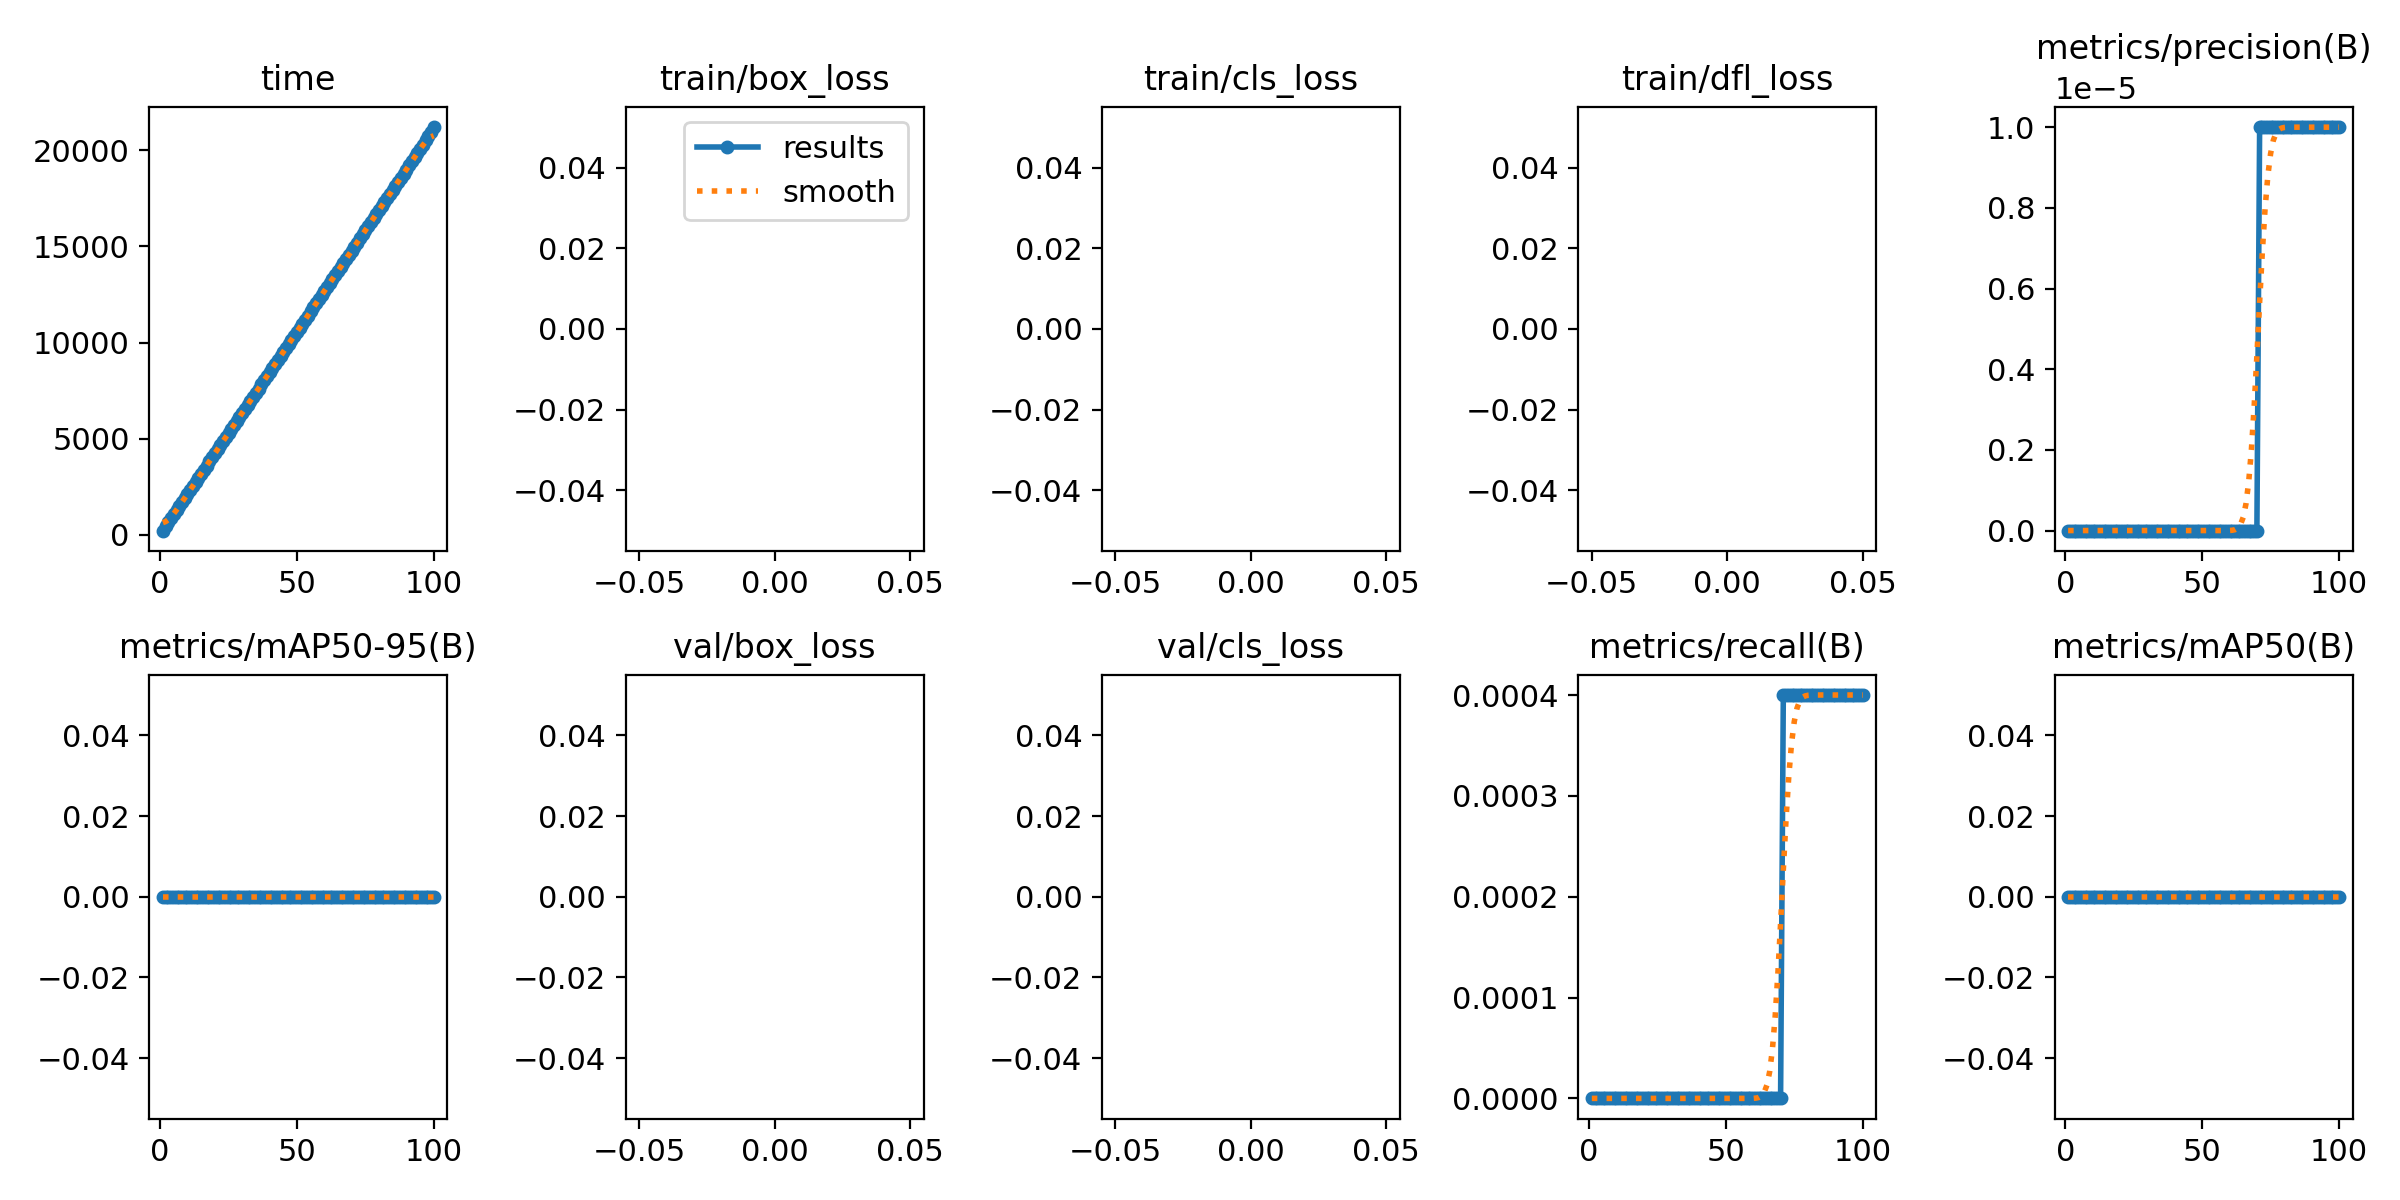 time
20000
15000
10000
5000
0
0 50 100
train/box_loss
results
smooth
0.04
0.02
0.00
−0.02
−0.04
−0.05 0.00 0.05
train/cls_loss
0.04
0.02
0.00
−0.02
−0.04
−0.05 0.00 0.05
train/dfl_loss
0.04
0.02
0.00
−0.02
−0.04
−0.05 0.00 0.05
metrics/precision(B)
1e−5
1.0
0.8
0.6
0.4
0.2
0.0
0 50 100
metrics/mAP50-95(B)
0.04
0.02
0.00
−0.02
−0.04
0 50 100
val/box_loss
0.04
0.02
0.00
−0.02
−0.04
−0.05 0.00 0.05
val/cls_loss
0.04
0.02
0.00
−0.02
−0.04
−0.05 0.00 0.05
metrics/recall(B)
0.0004
0.0003
0.0002
0.0001
0.0000
0 50 100
metrics/mAP50(B)
0.04
0.02
0.00
−0.02
−0.04
0 50 100